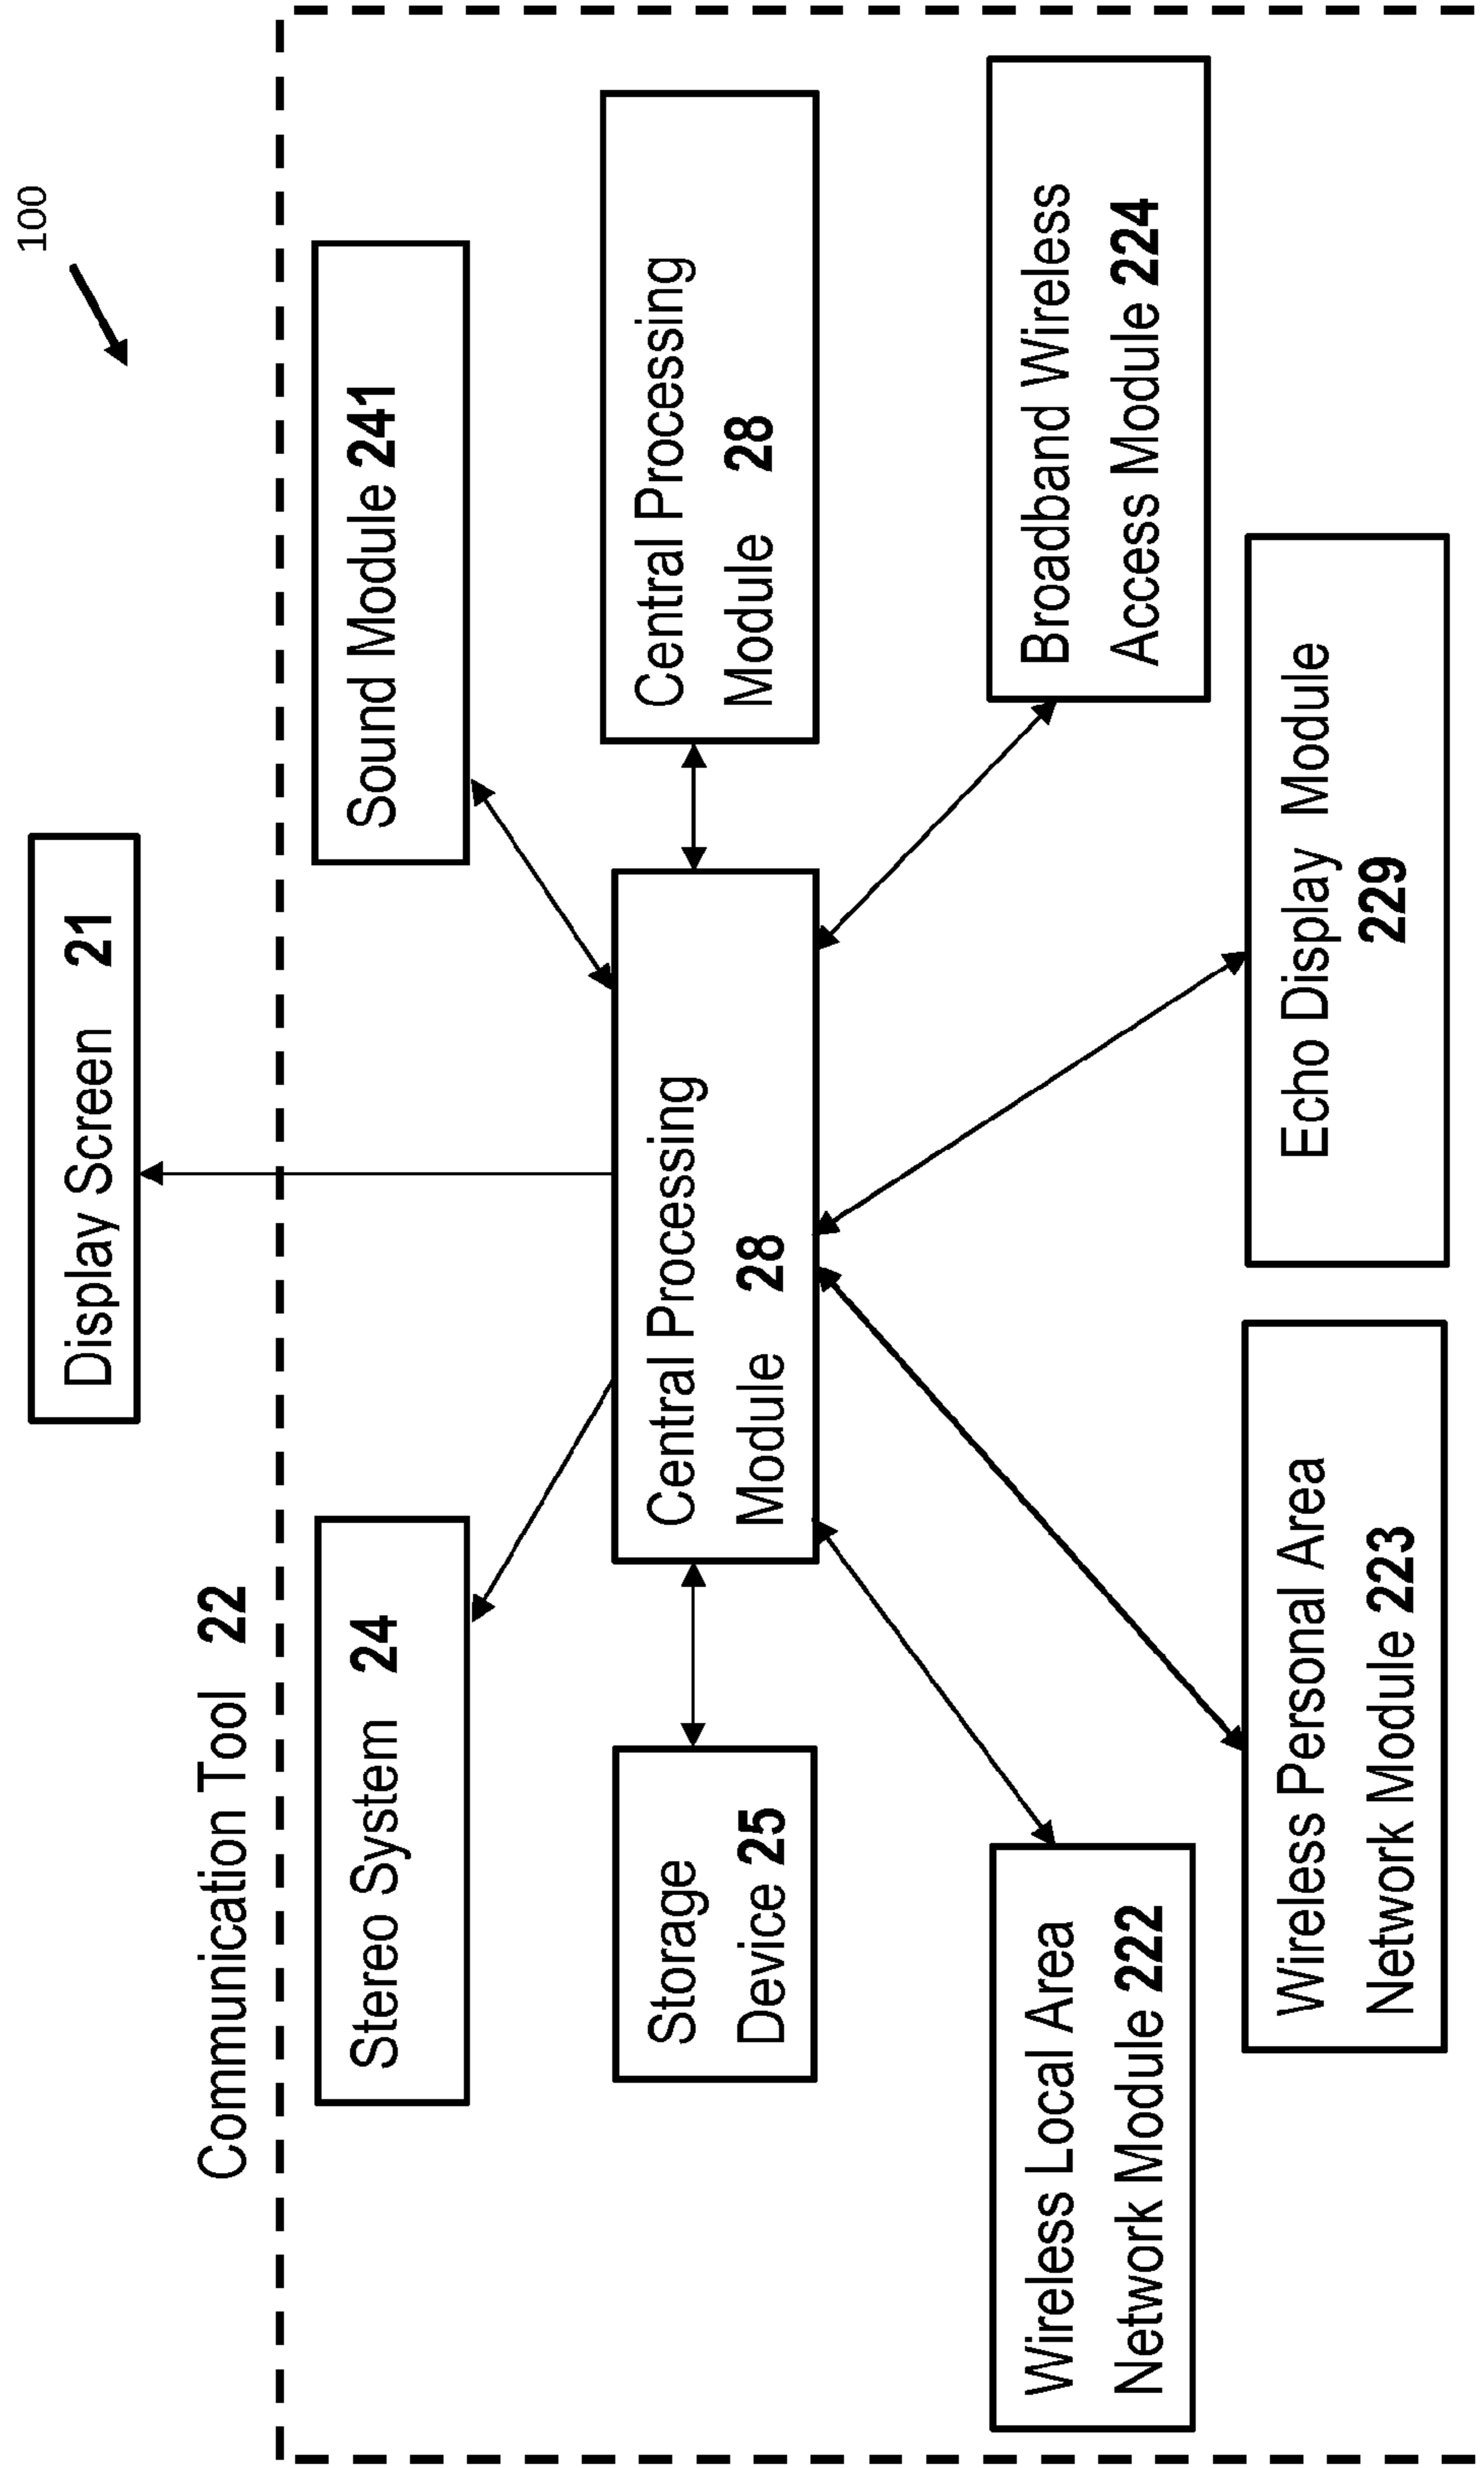 100
Display Screen 21
Communication Tool 22
Stereo System 24
Sound Module 241
Storage
Device 25
Central Processing
Module 28
Central Processing
Module 28
Wireless Local Area
Network Module 222
Broadband Wireless
Access Module 224
Wireless Personal Area
Network Module 223
Echo Display Module
229